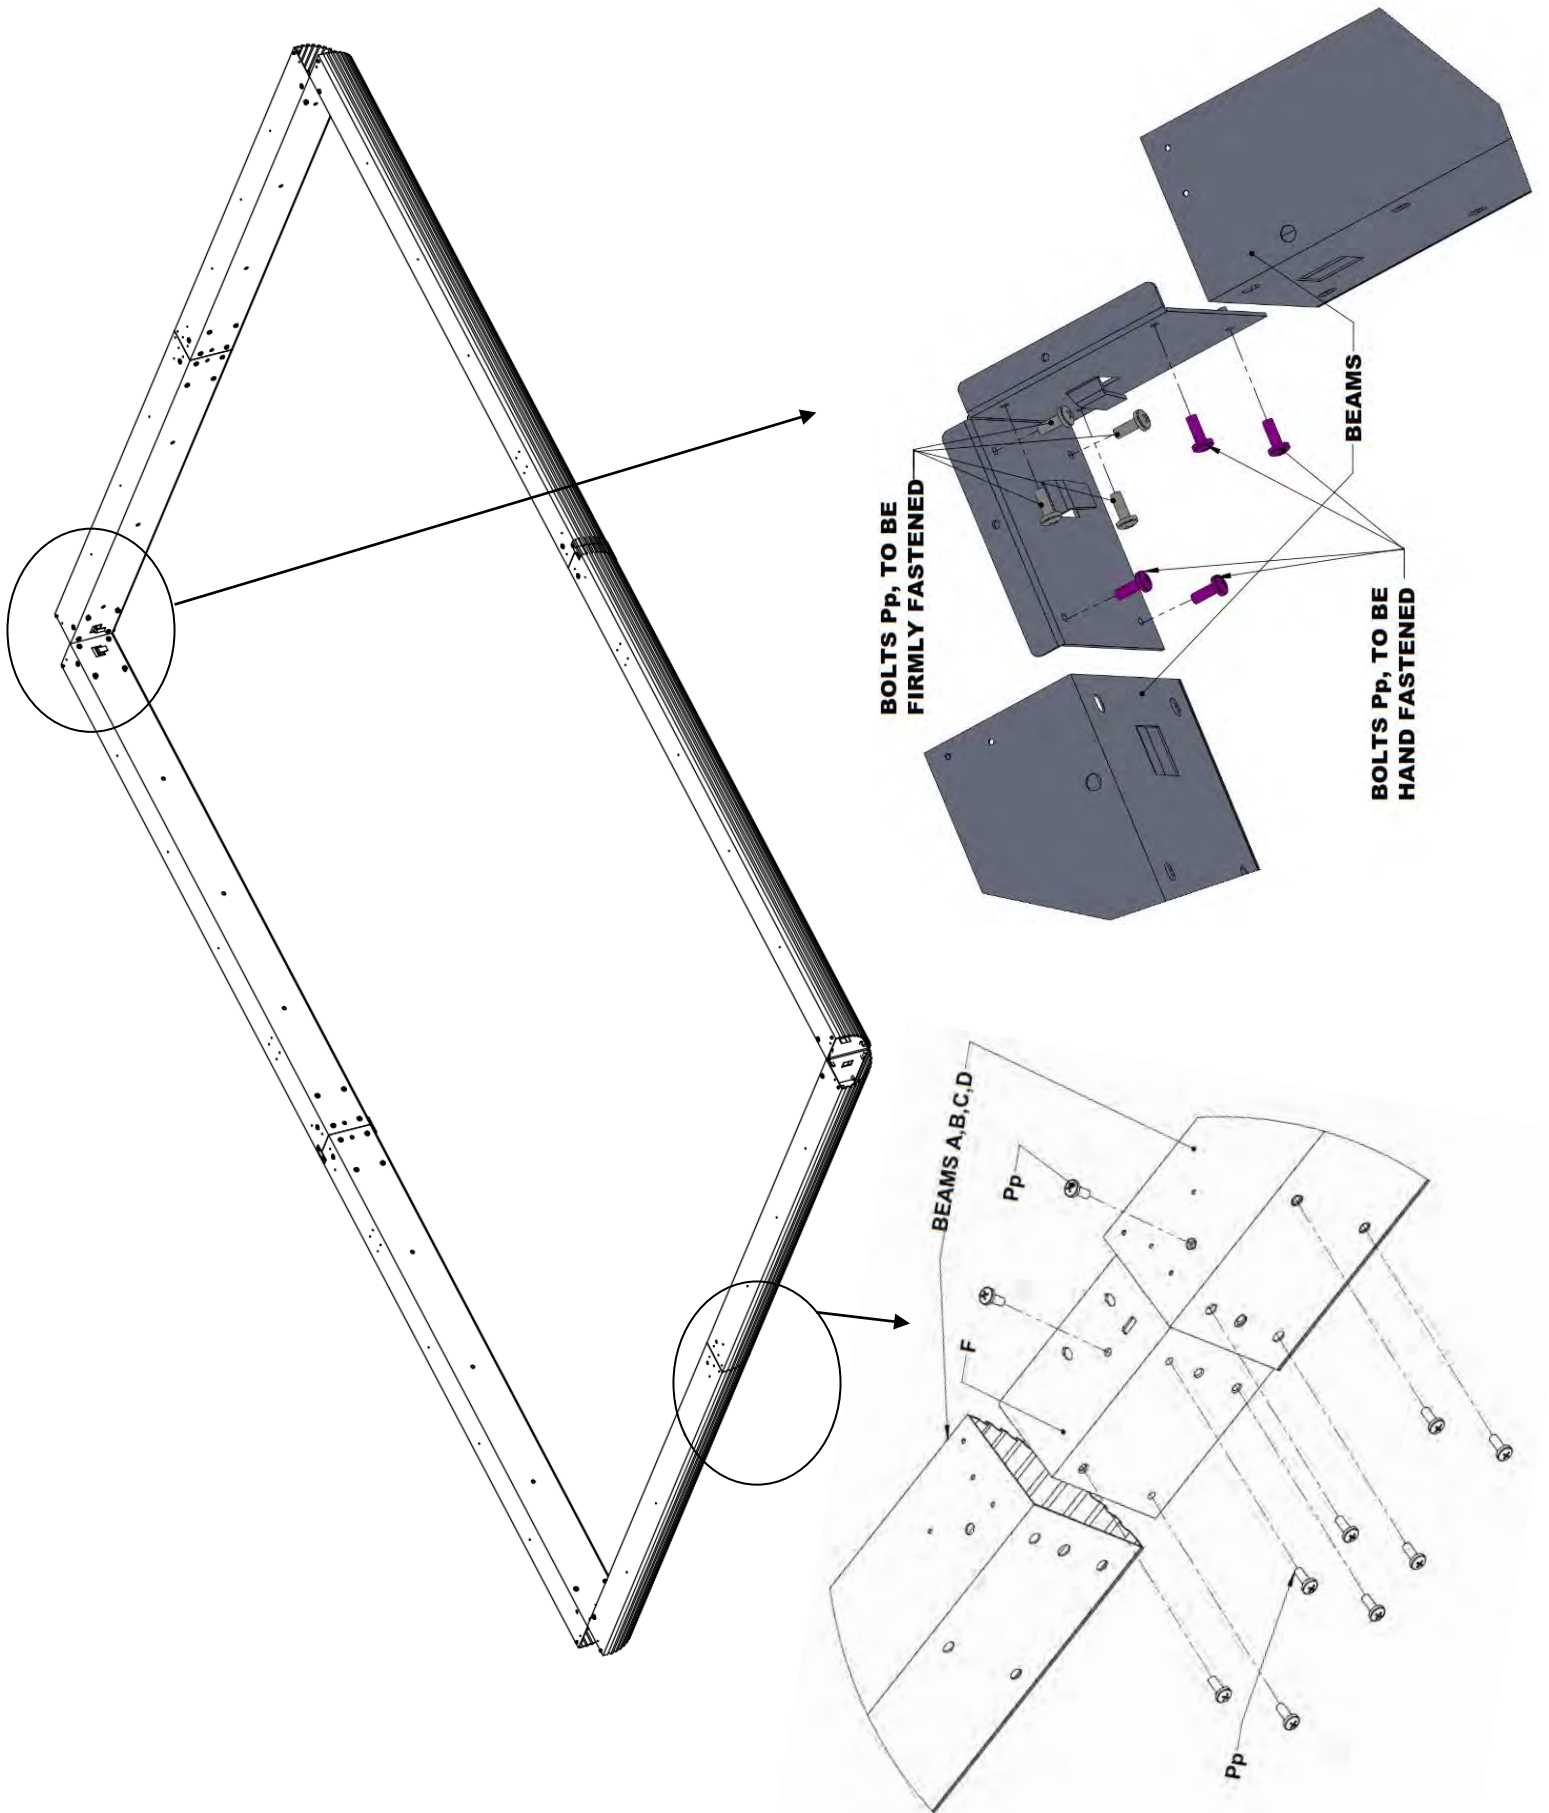 BOLTS Pp, TO BE
FIRMLY FASTENED
BEAMS
BOLTS Pp, TO BE
HAND FASTENED
BEAMS A,B,C,D
Pp
F
Pp